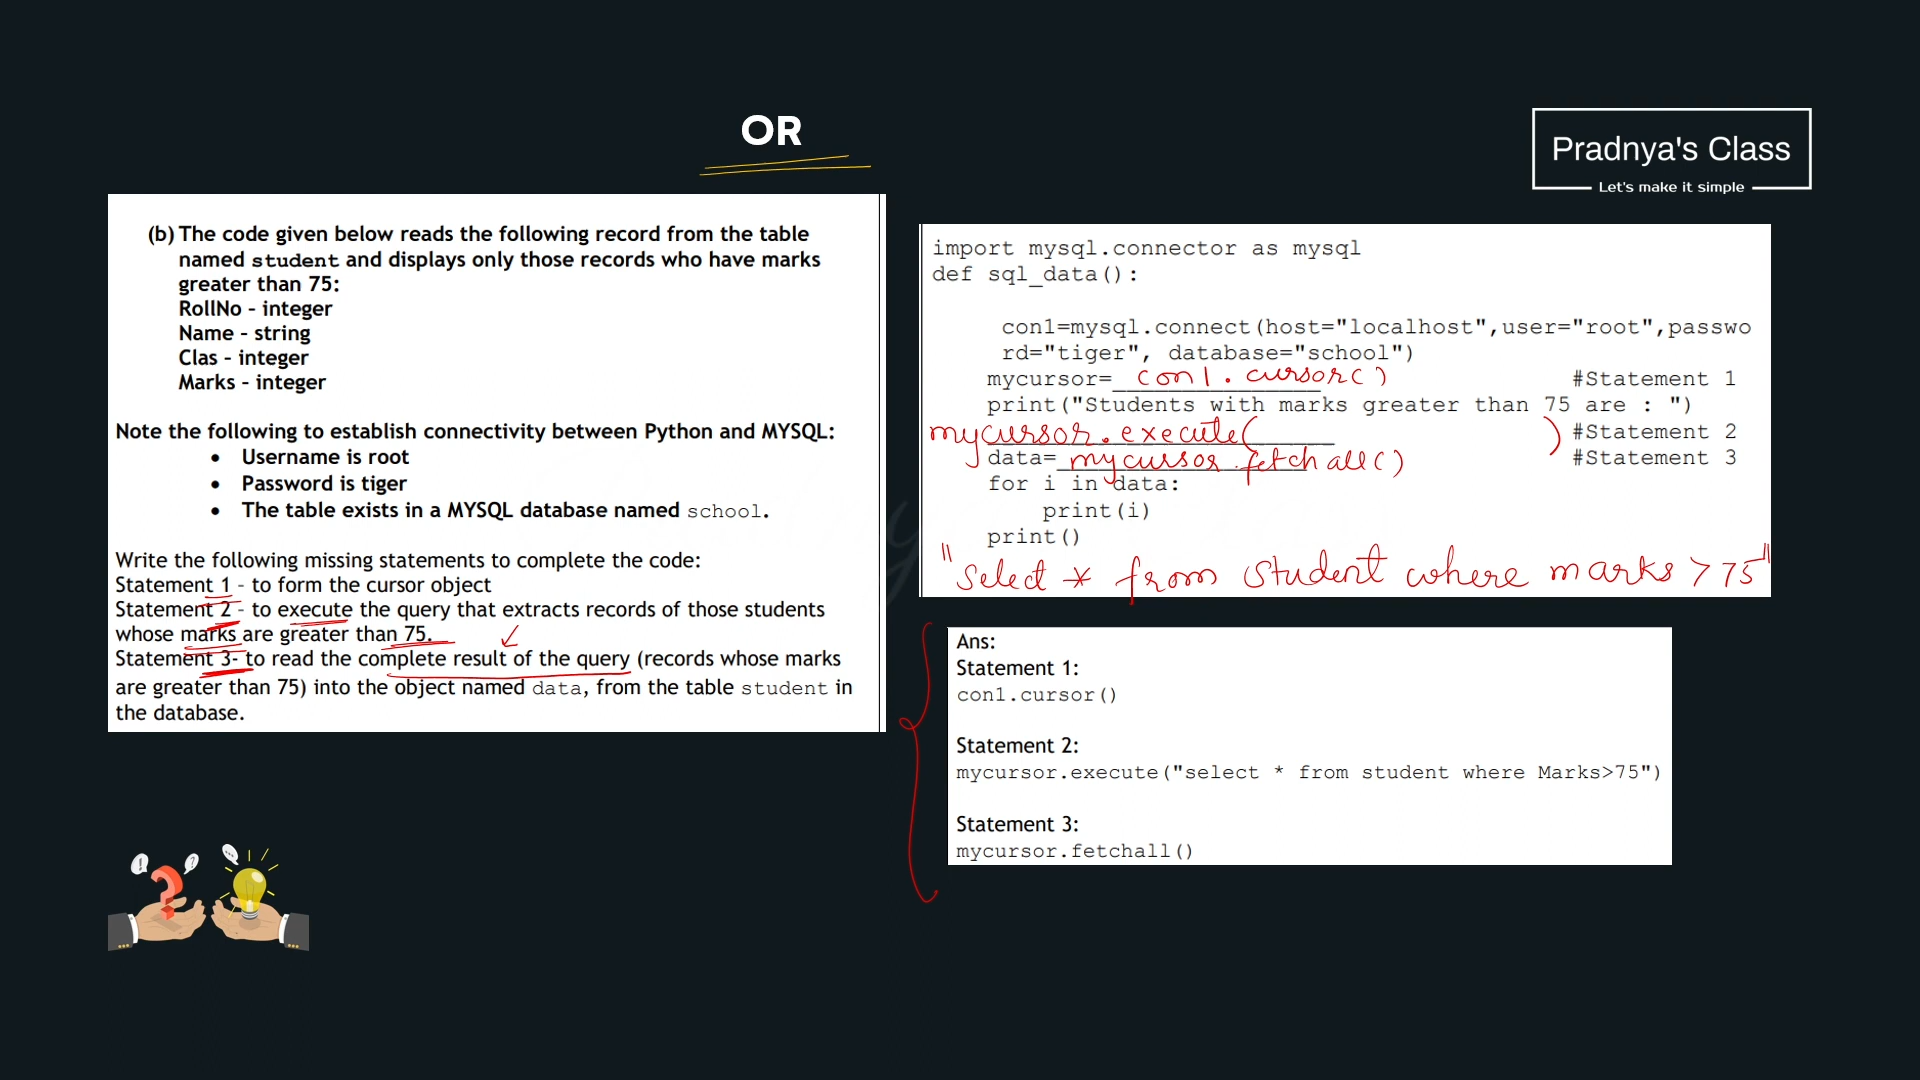 OR
Pradnya's Class
Let's make it simple
(b) The code given below reads the following record from the table
named student and displays only those records who have marks
greater than 75:
RollNo – integer
Name – string
Clas – integer
Marks – integer
Note the following to establish connectivity between Python and MYSQL:
• Username is root
• Password is tiger
• The table exists in a MYSQL database named school.
Write the following missing statements to complete the code:
Statement 1 – to form the cursor object
Statement 2 – to execute the query that extracts records of those students
whose marks are greater than 75.
Statement 3- to read the complete result of the query (records whose marks
are greater than 75) into the object named data, from the table student in
the database.
import mysql.connector as mysql
def sql_data():
con1=mysql.connect(host="localhost",user="root",passwo
rd="tiger", database="school")
mycursor= con1.cursor() #Statement 1
print("Students with marks greater than 75 are : ")
mycursor.execute( ) #Statement 2
data= mycursor.fetchall() #Statement 3
for i in data:
print(i)
print()
"select * from student where marks >75"
Ans:
Statement 1:
con1.cursor()
Statement 2:
mycursor.execute("select * from student where Marks>75")
Statement 3:
mycursor.fetchall()